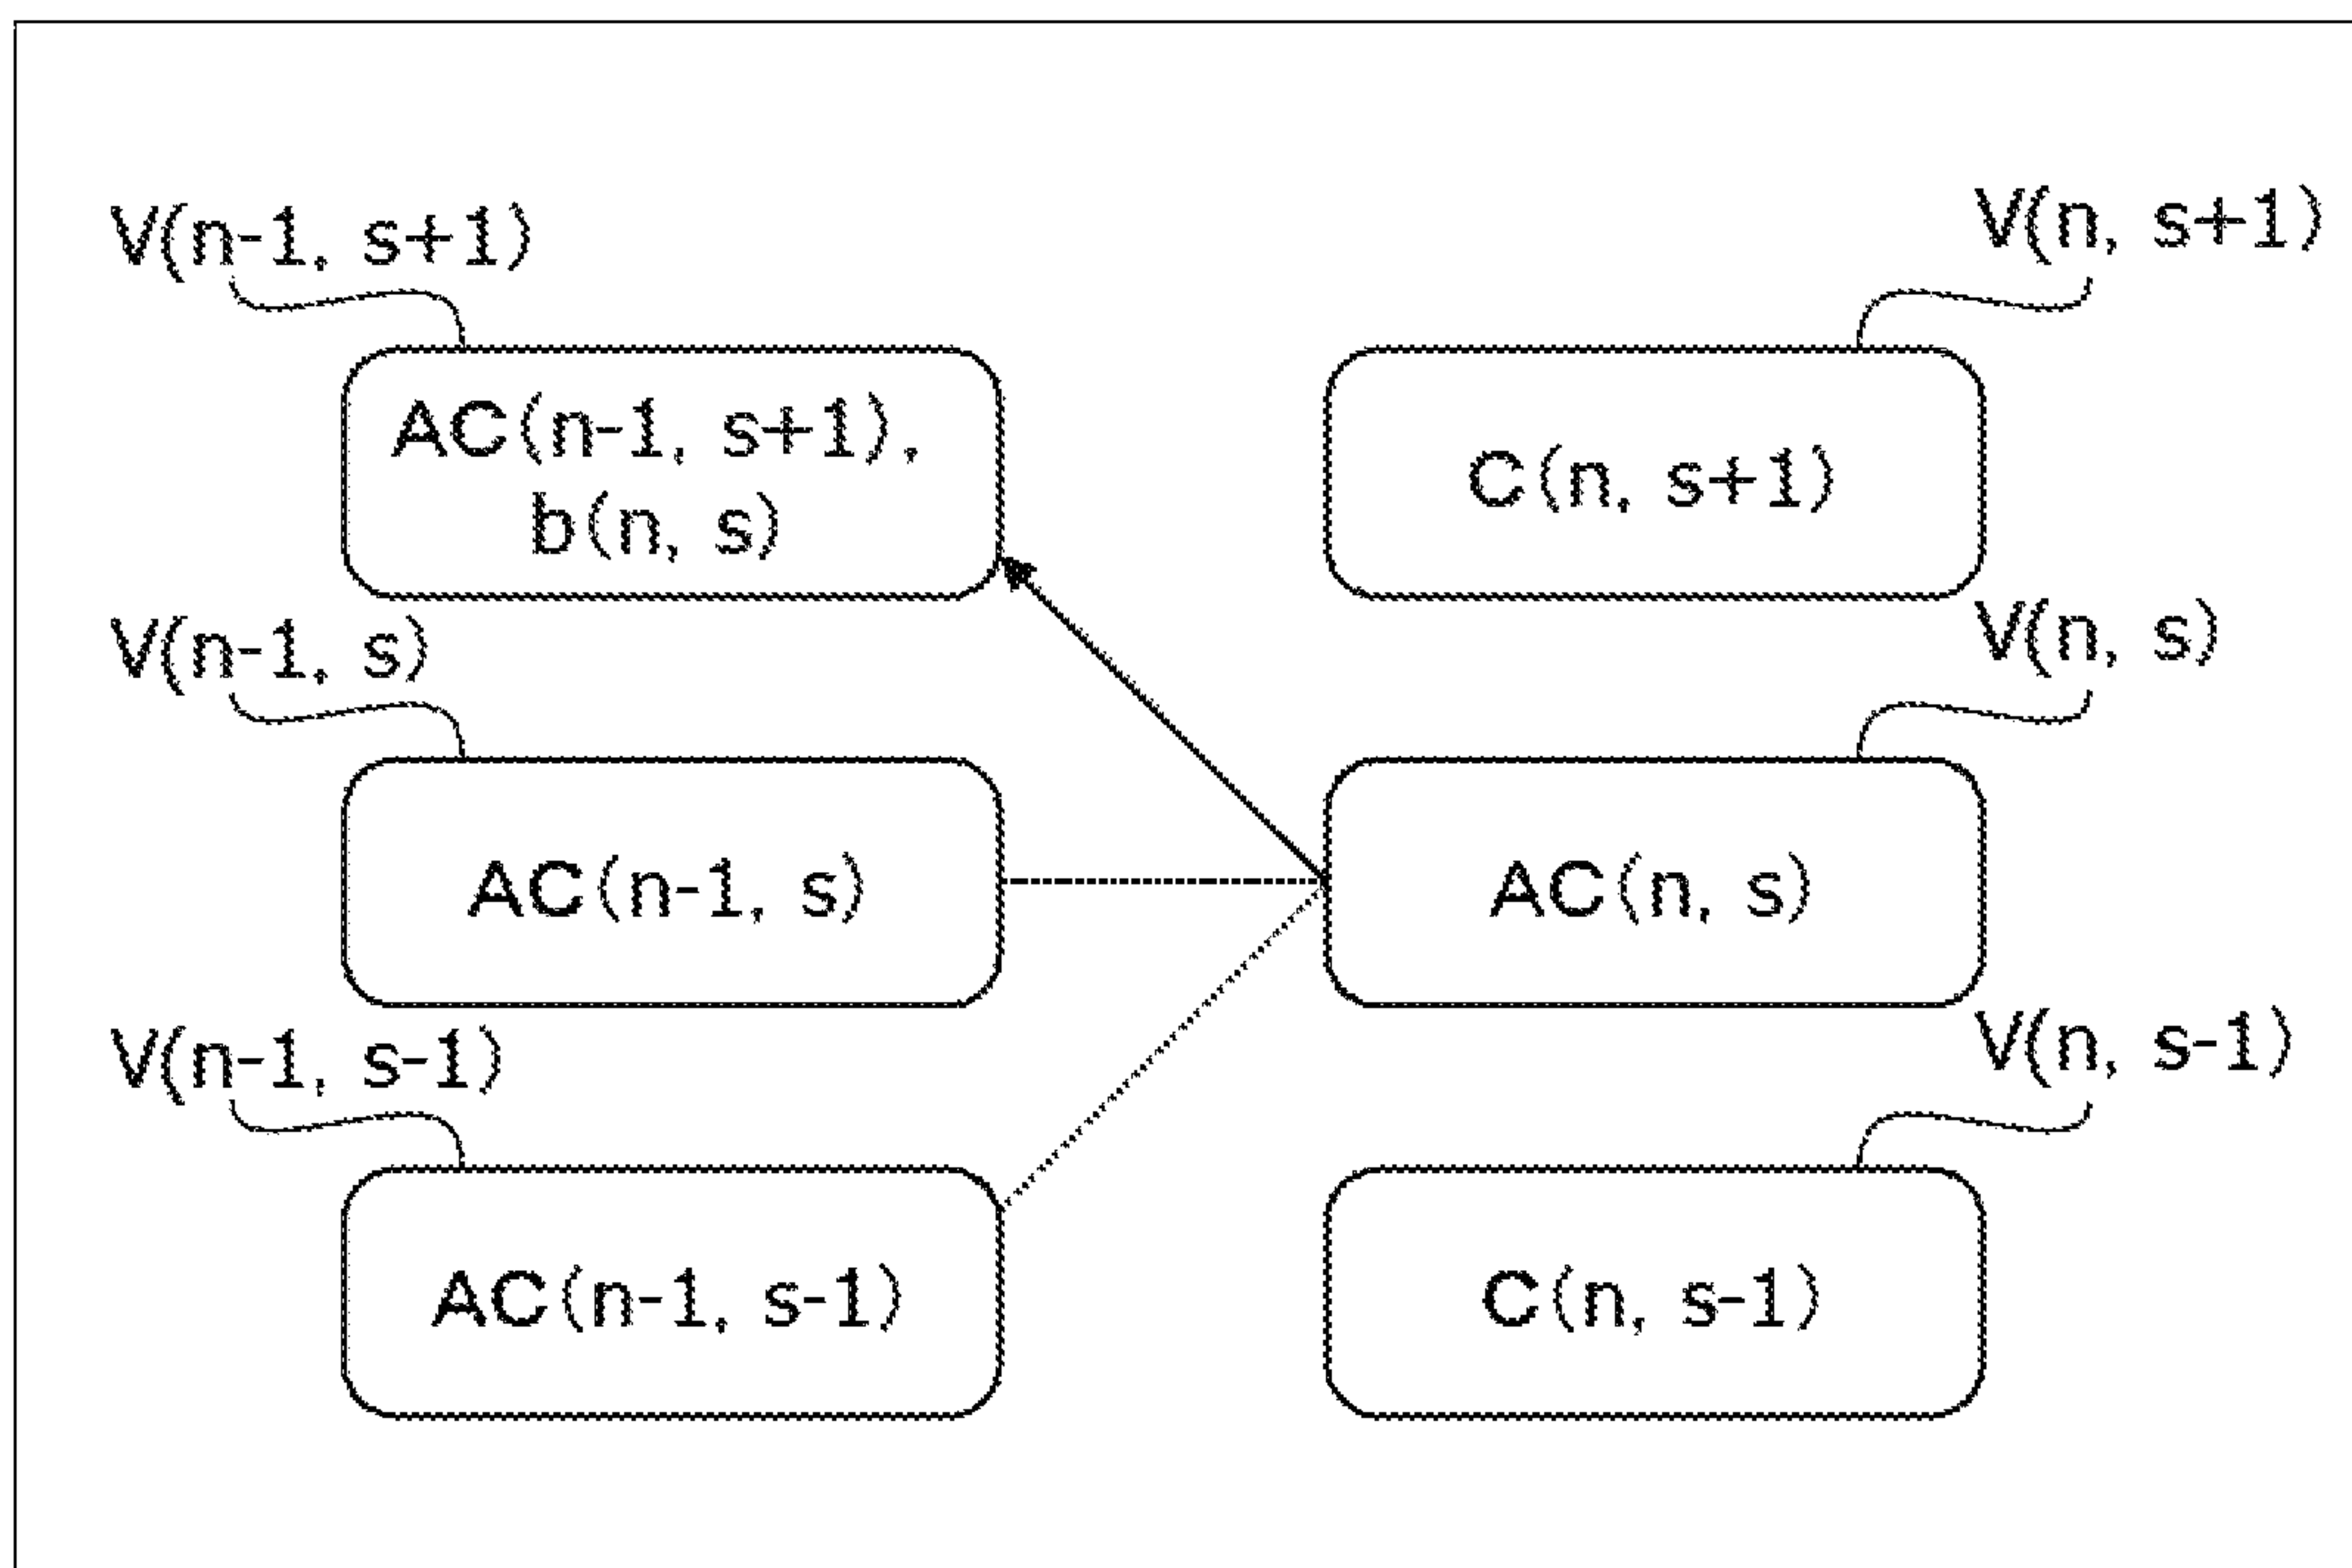 V(n-1, s+1)
V(n, s+1)
AC(n-1, s+1),
b(n, s)
C(n, s+1)
V(n-1, s)
V(n, s)
AC(n-1, s)
AC(n, s)
V(n-1, s-1)
V(n, s-1)
AC(n-1, s-1)
C(n, s-1)